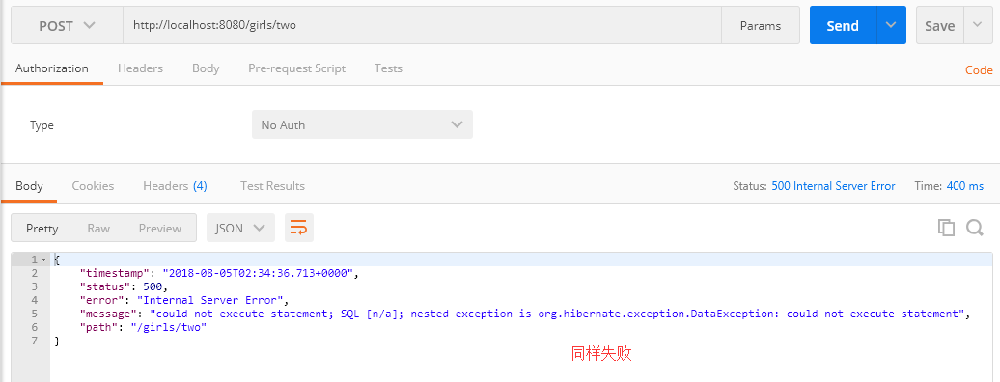 POST http://localhost:8080/girls/two Params Send Save
Authorization Headers Body Pre-request Script Tests Code
Type No Auth
Body Cookies Headers (4) Test Results Status: 500 Internal Server Error Time: 400 ms
Pretty Raw Preview JSON
1 {
2 "timestamp": "2018-08-05T02:34:36.713+0000",
3 "status": 500,
4 "error": "Internal Server Error",
5 "message": "could not execute statement; SQL [n/a]; nested exception is org.hibernate.exception.DataException: could not execute statement",
6 "path": "/girls/two"
7 }
同样失败